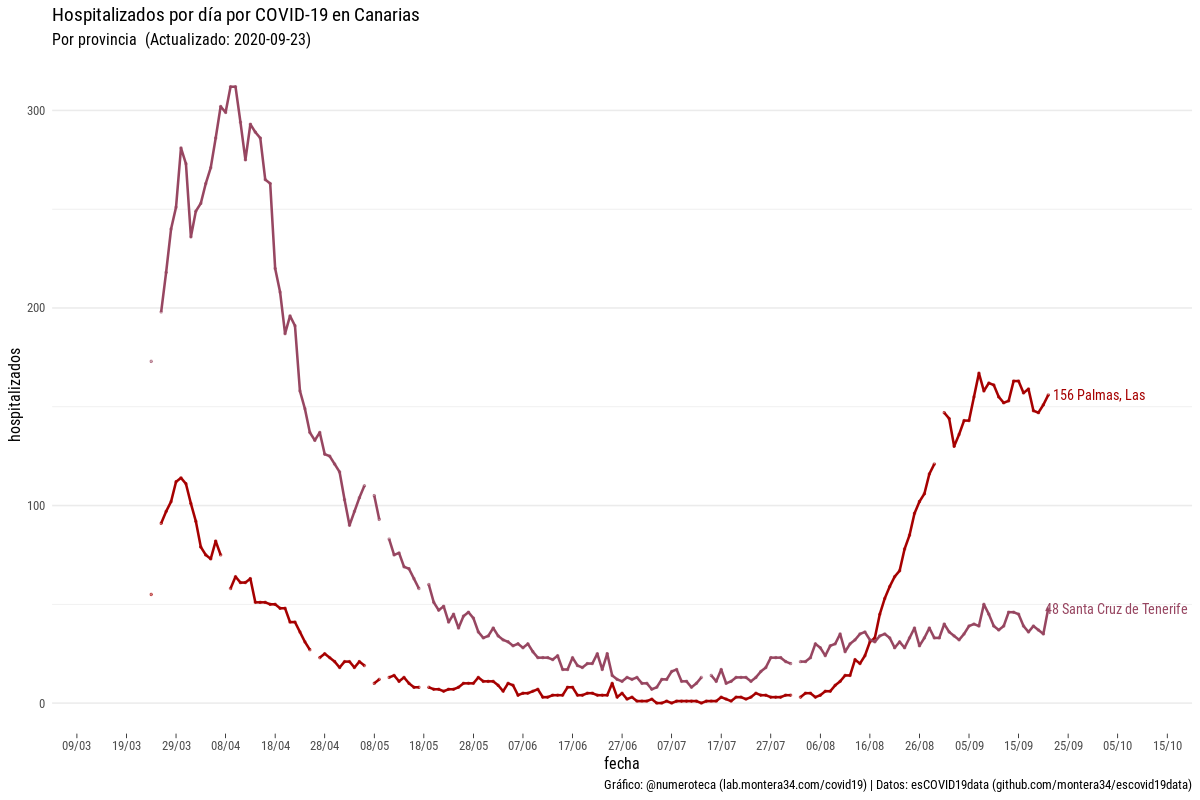 Hospitalizados por día por COVID-19 en Canarias
Por provincia  (Actualizado: 2020-09-23)
300
200
100
0
hospitalizados
156 Palmas, Las
48 Santa Cruz de Tenerife
09/03 19/03 29/03 08/04 18/04 28/04 08/05 18/05 28/05 07/06 17/06 27/06 07/07 17/07 27/07 06/08 16/08 26/08 05/09 15/09 25/09 05/10 15/10
fecha
Gráfico: @numeroteca (lab.montera34.com/covid19) | Datos: esCOVID19data (github.com/montera34/escovid19data)